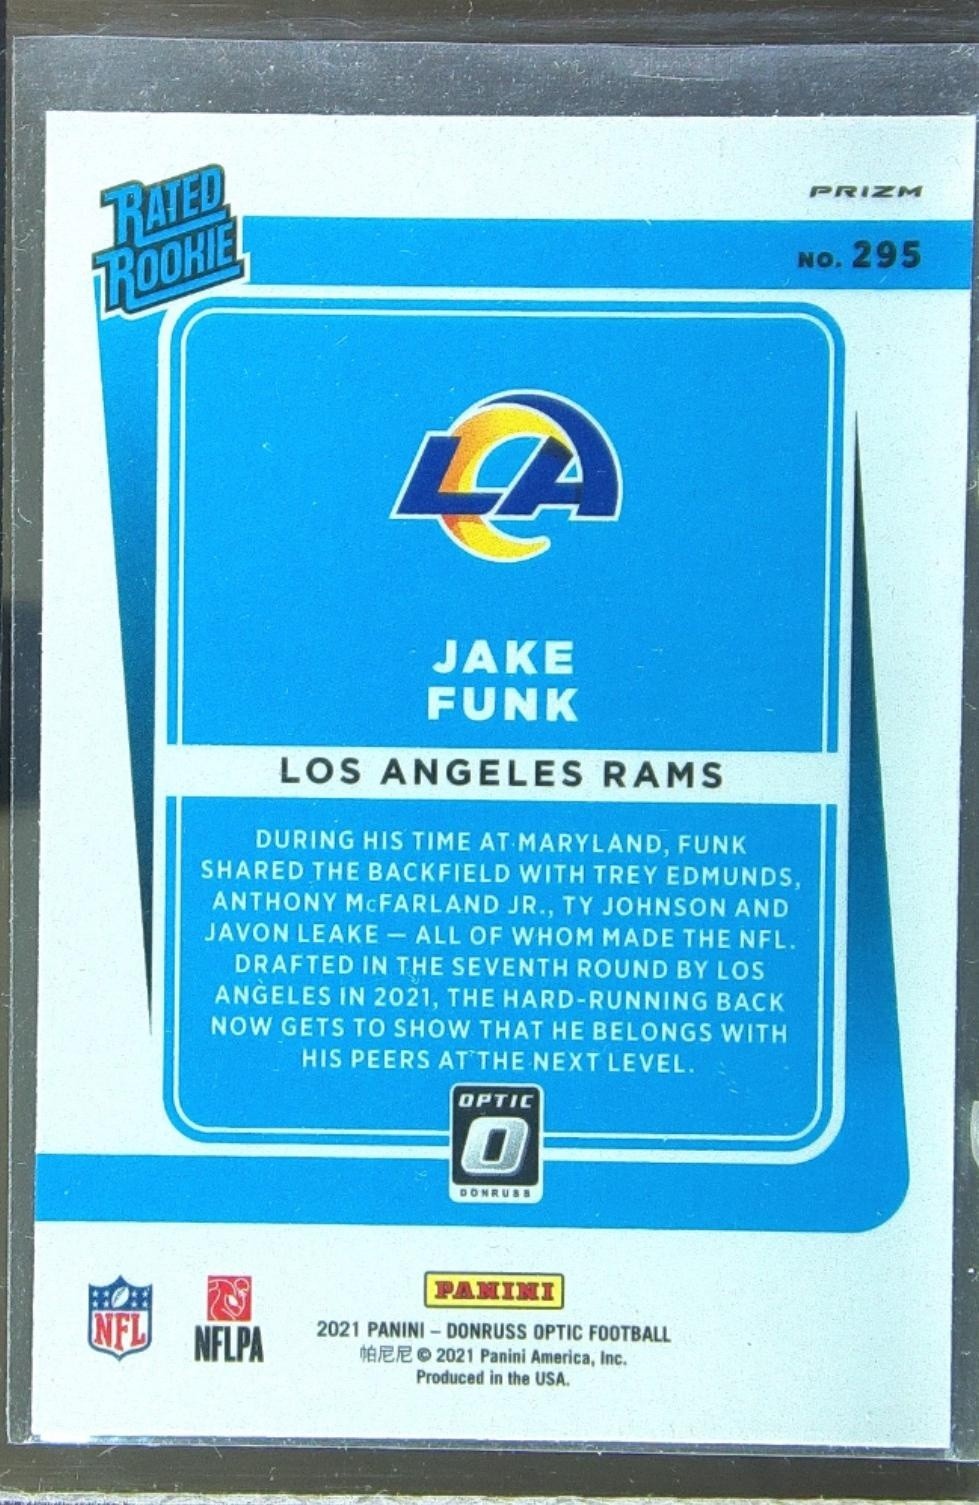 RATED
ROOKIE
PRIZM
NO. 295
LA
JAKE
FUNK
LOS ANGELES RAMS
DURING HIS TIME AT MARYLAND, FUNK
SHARED THE BACKFIELD WITH TREY EDMUNDS,
ANTHONY McFARLAND JR., TY JOHNSON AND
JAVON LEAKE — ALL OF WHOM MADE THE NFL.
DRAFTED IN THE SEVENTH ROUND BY LOS
ANGELES IN 2021, THE HARD-RUNNING BACK
NOW GETS TO SHOW THAT HE BELONGS WITH
HIS PEERS AT THE NEXT LEVEL.
OPTIC
O
DONRUSS
NFL
NFLPA
PANINI
2021 PANINI – DONRUSS OPTIC FOOTBALL
帕尼尼 © 2021 Panini America, Inc.
Produced in the USA.